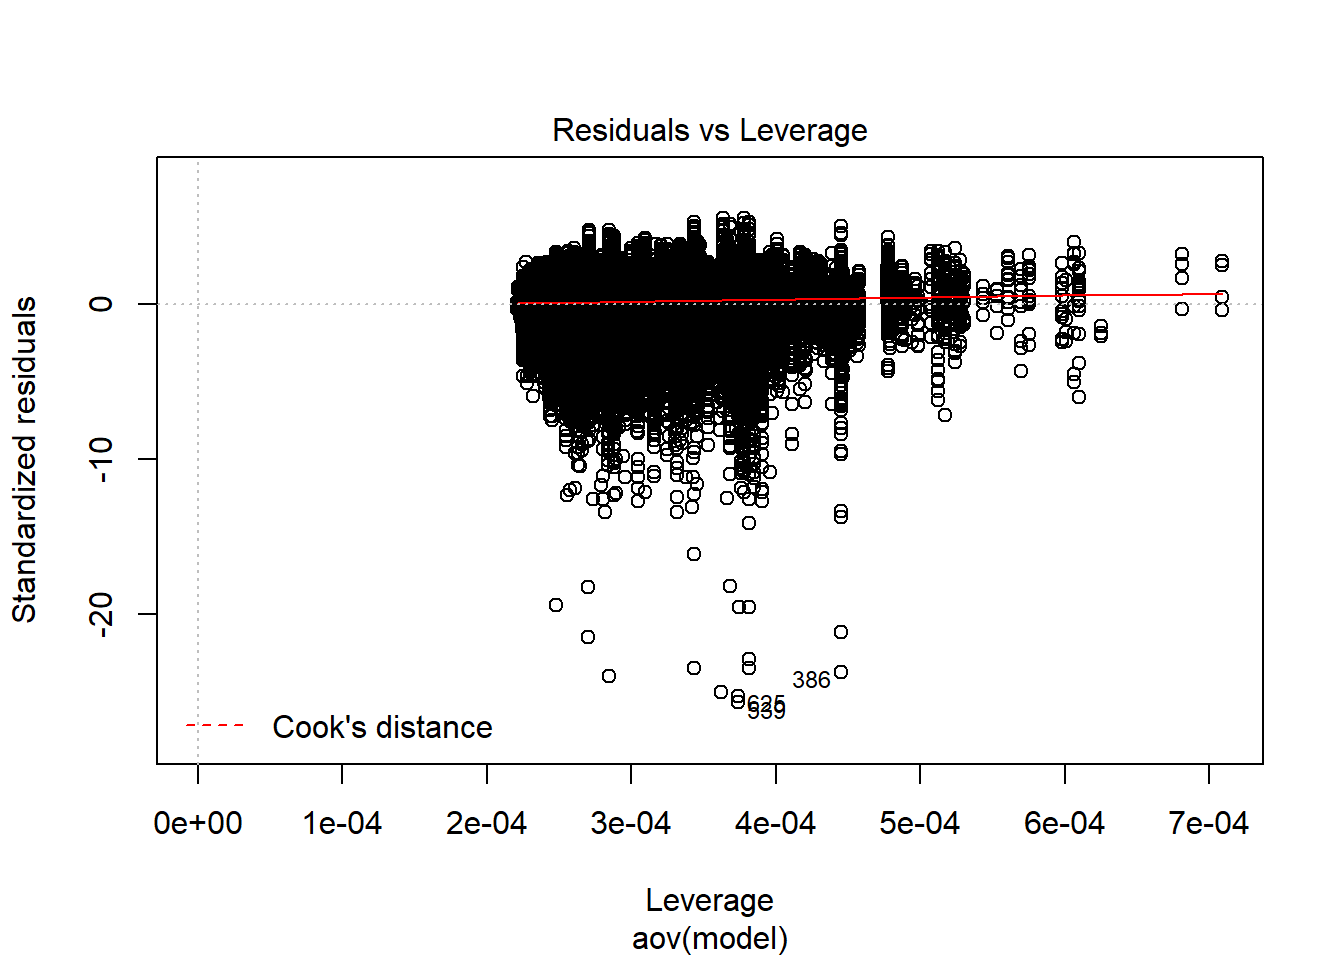 Residuals vs Leverage
Standardized residuals
0
-10
-20
386
625
559
Cook's distance
0e+00 1e-04 2e-04 3e-04 4e-04 5e-04 6e-04 7e-04
Leverage
aov(model)